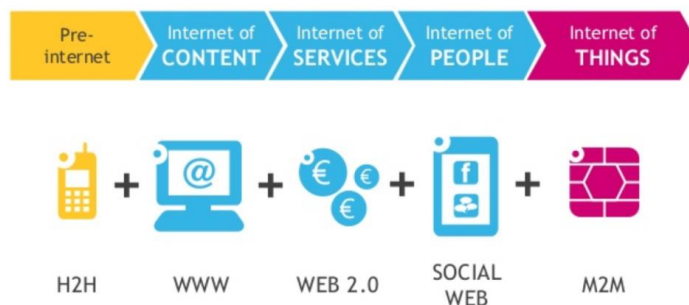 Pre-
internet
Internet of
CONTENT
Internet of
SERVICES
Internet of
PEOPLE
Internet of
THINGS
@
€
€
€
f
H2H
WWW
WEB 2.0
SOCIAL
WEB
M2M